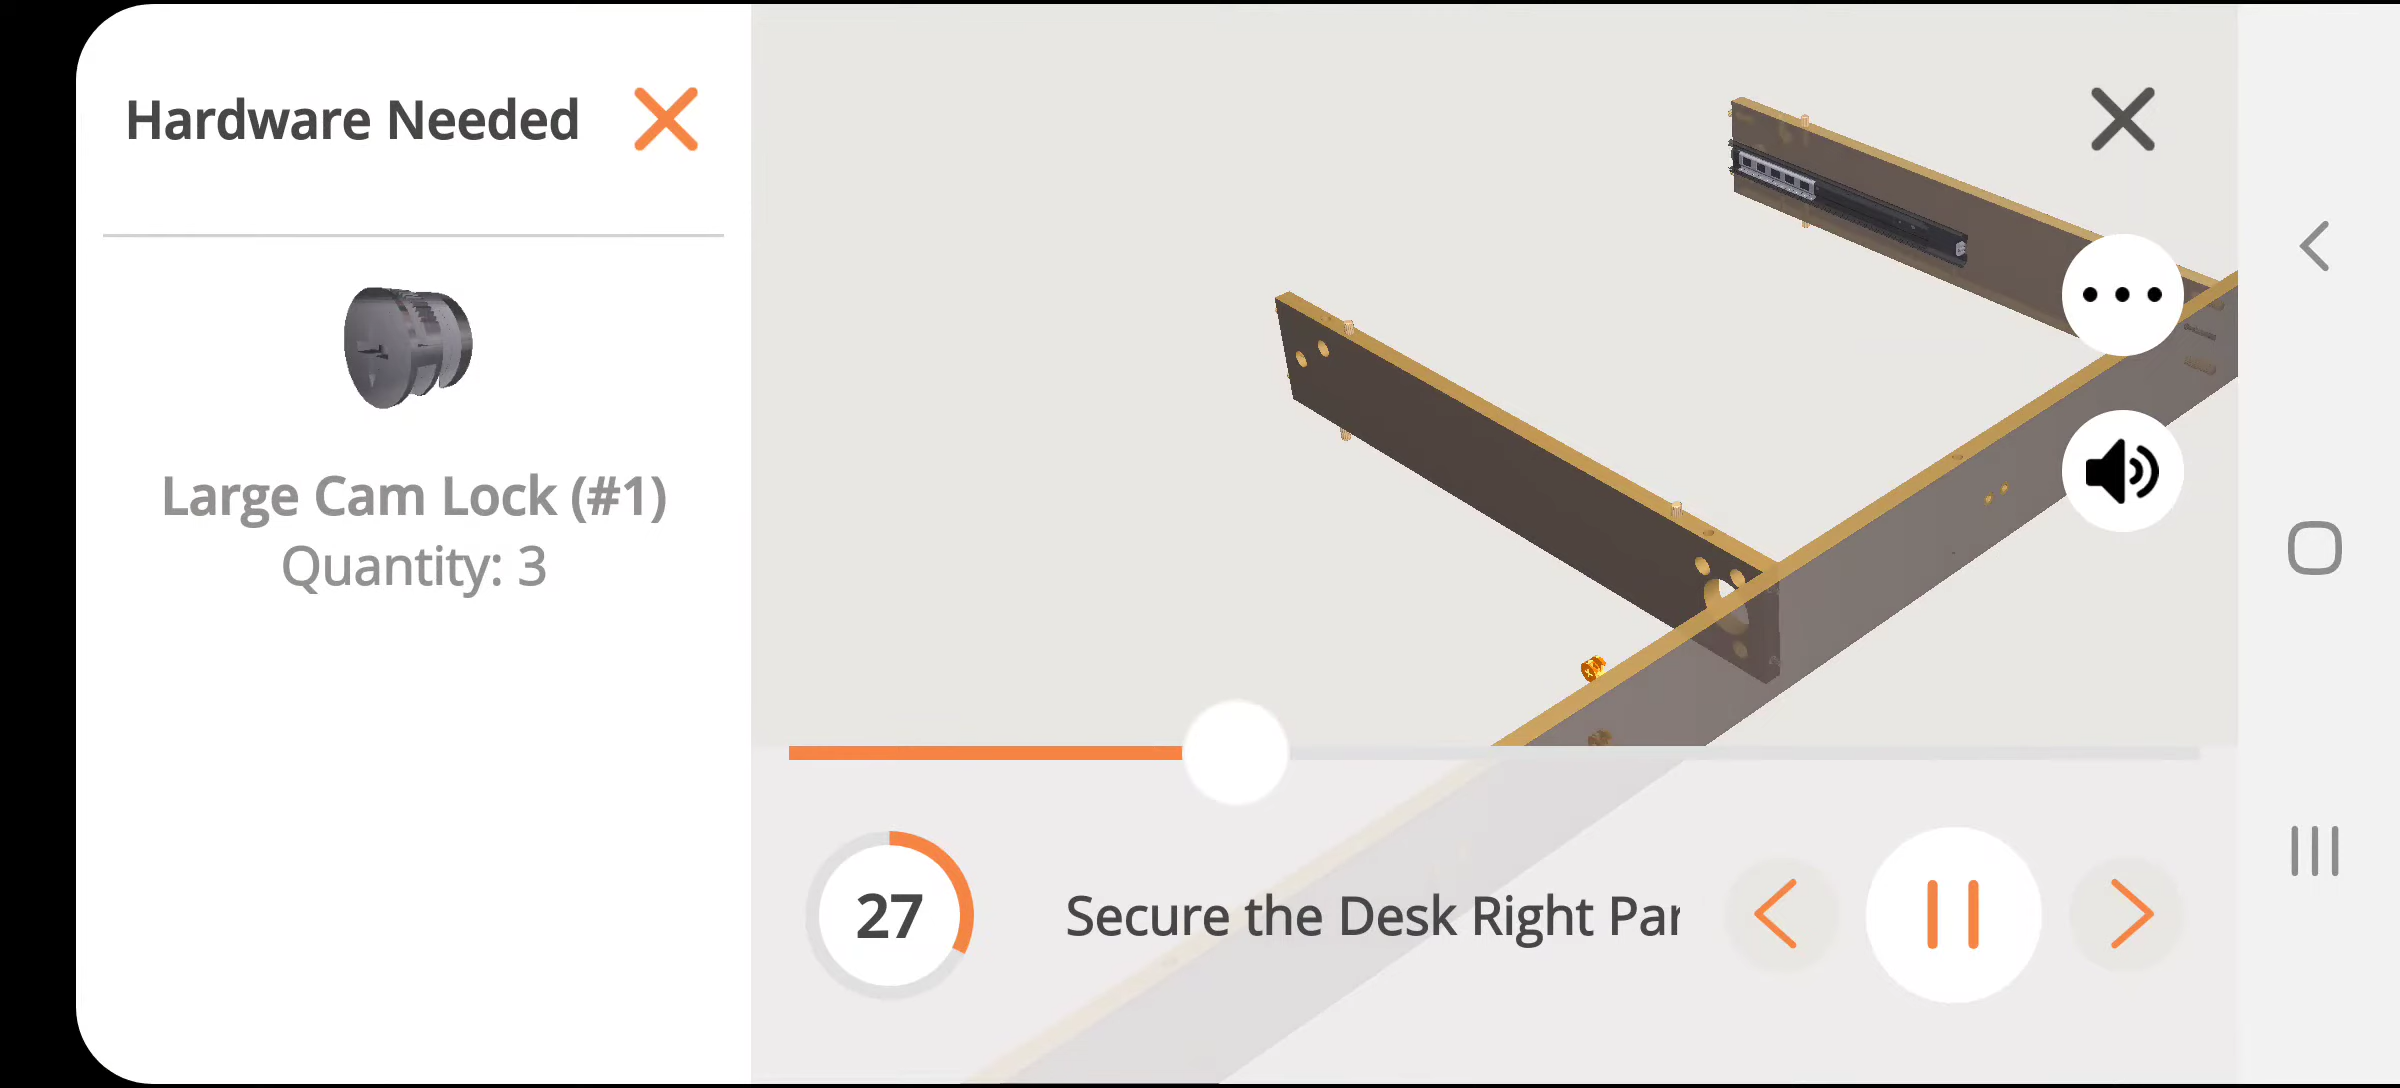 Hardware Needed
Large Cam Lock (#1)
Quantity: 3
27
Secure the Desk Right Par